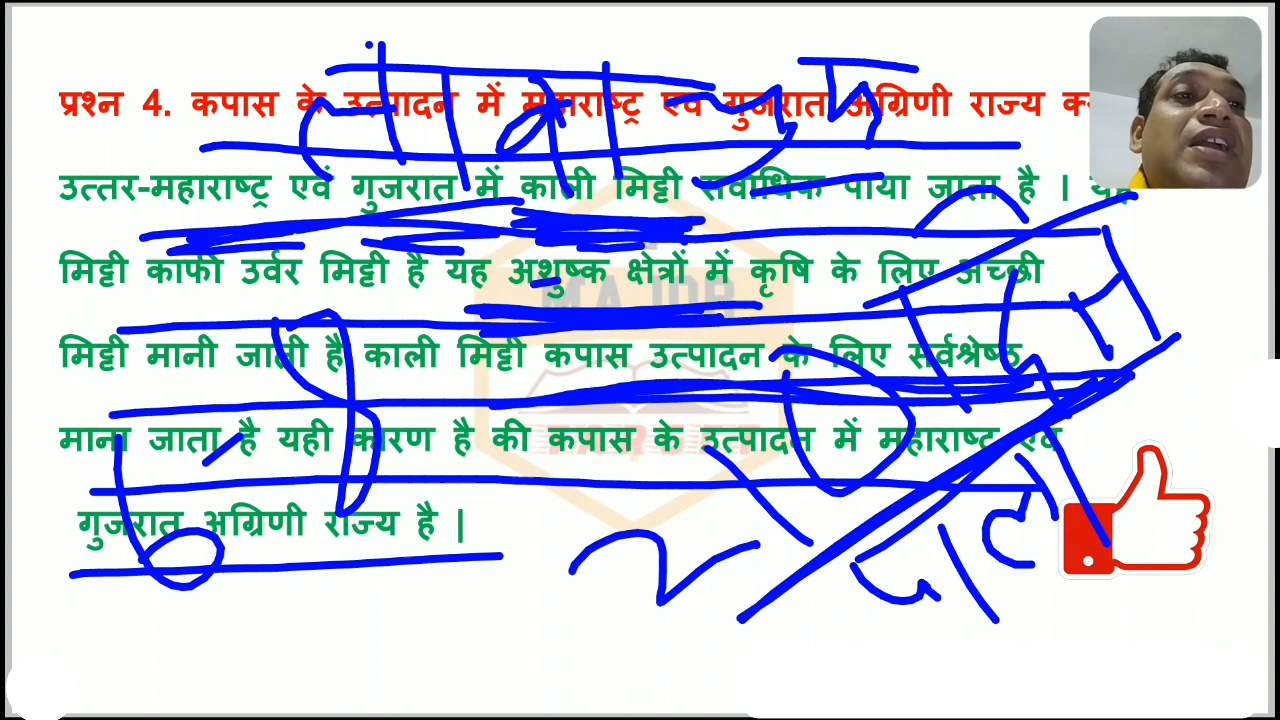 प्रश्न 4. कपास के उत्पादन में महाराष्ट्र एवं गुजरात अग्रिणी राज्य
उत्तर-महाराष्ट्र एवं गुजरात में काली मिट्टी सर्वाधिक पाया जाता है | यह
मिट्टी काफी उर्वर मिट्टी है यह अशुष्क क्षेत्रों में कृषि के लिए अच्छी
मिट्टी मानी जाती है काली मिट्टी कपास उत्पादन के लिए सर्वश्रेष्ठ
माना जाता है यही कारण है की कपास के उत्पादन में महाराष्ट्र एवं
गुजरात अग्रिणी राज्य है |